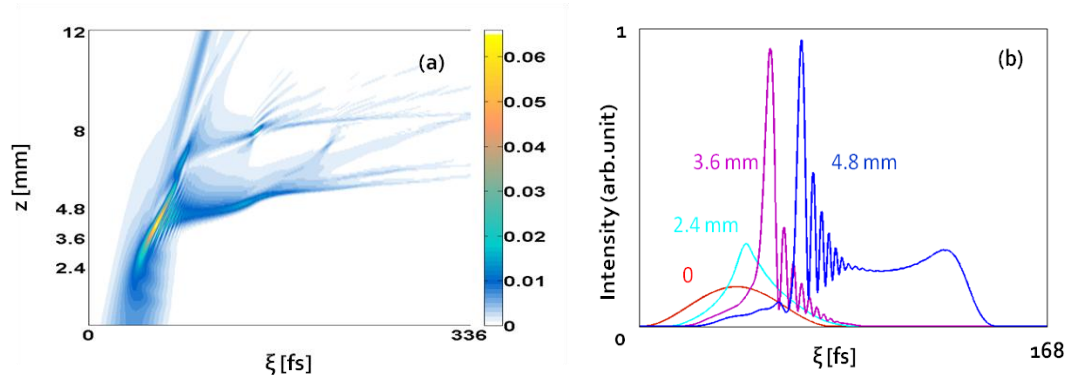 (a)
12
8
4.8
3.6
2.4
0
336
z [mm]
ξ [fs]
0.06
0.05
0.04
0.03
0.02
0.01
0
(b)
1
0
168
Intensity (arb.unit)
ξ [fs]
3.6 mm
4.8 mm
2.4 mm
0